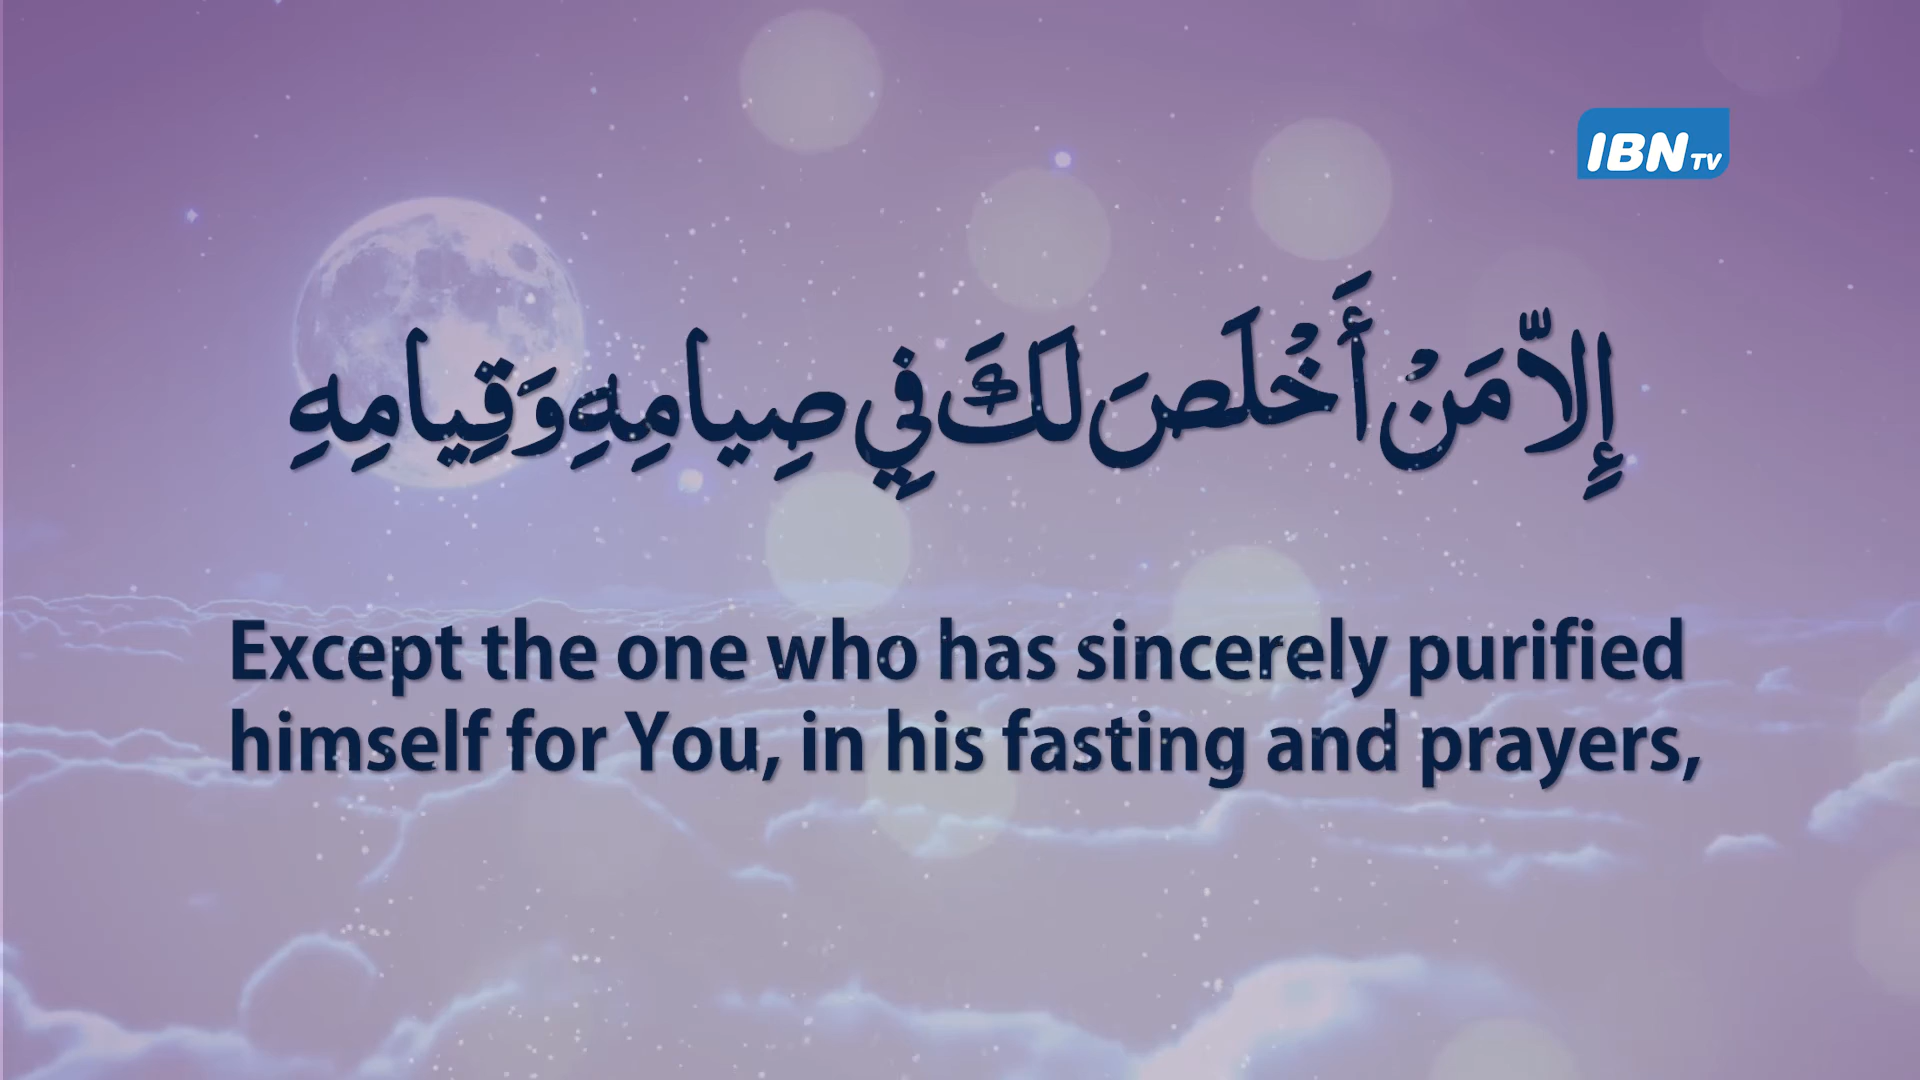 IBN TV
إِلاّ مَنْ أَخْلَصَ لَكَ فِي صِيامِهِ وَقِيامِهِ
Except the one who has sincerely purified
himself for You, in his fasting and prayers,